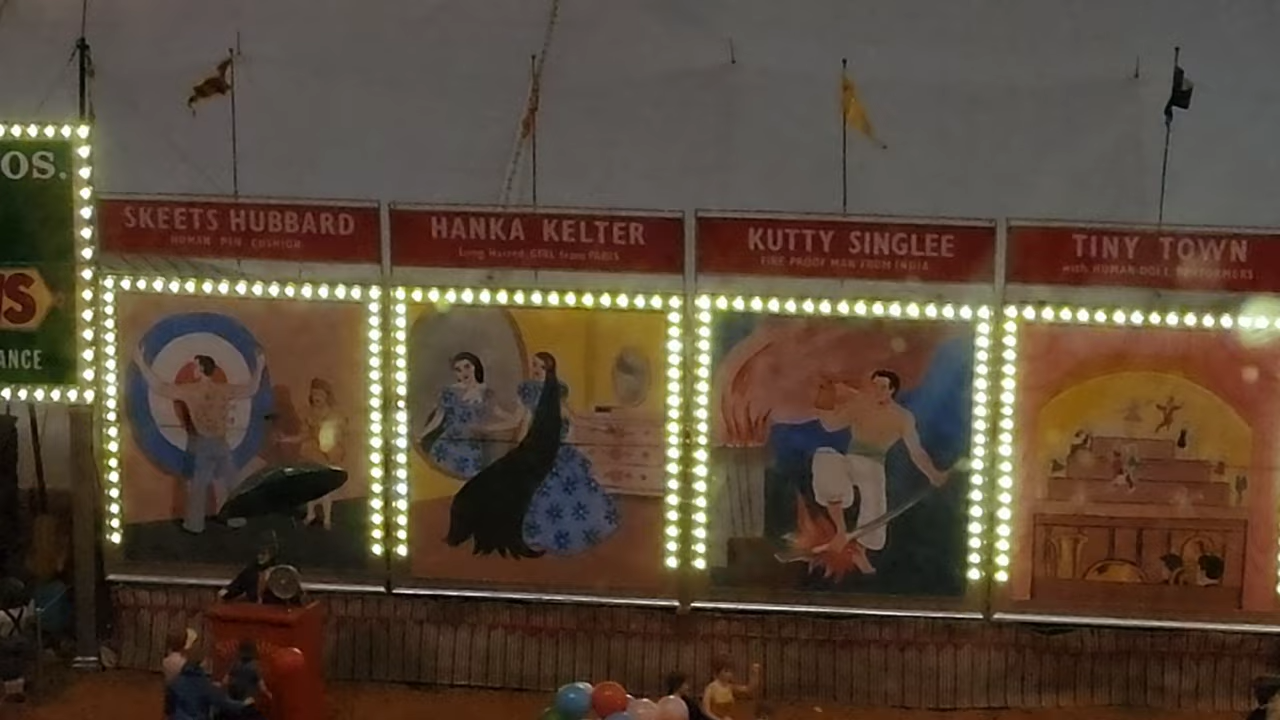 OS.
S
ANCE
SKEETS HUBBARD
HUMAN PIN CUSHION
HANKA KELTER
Long Haired GIRL from PARIS
KUTTY SINGLEE
FIRE PROOF MAN FROM INDIA
TINY TOWN
with HUMAN DOLL PERFORMERS